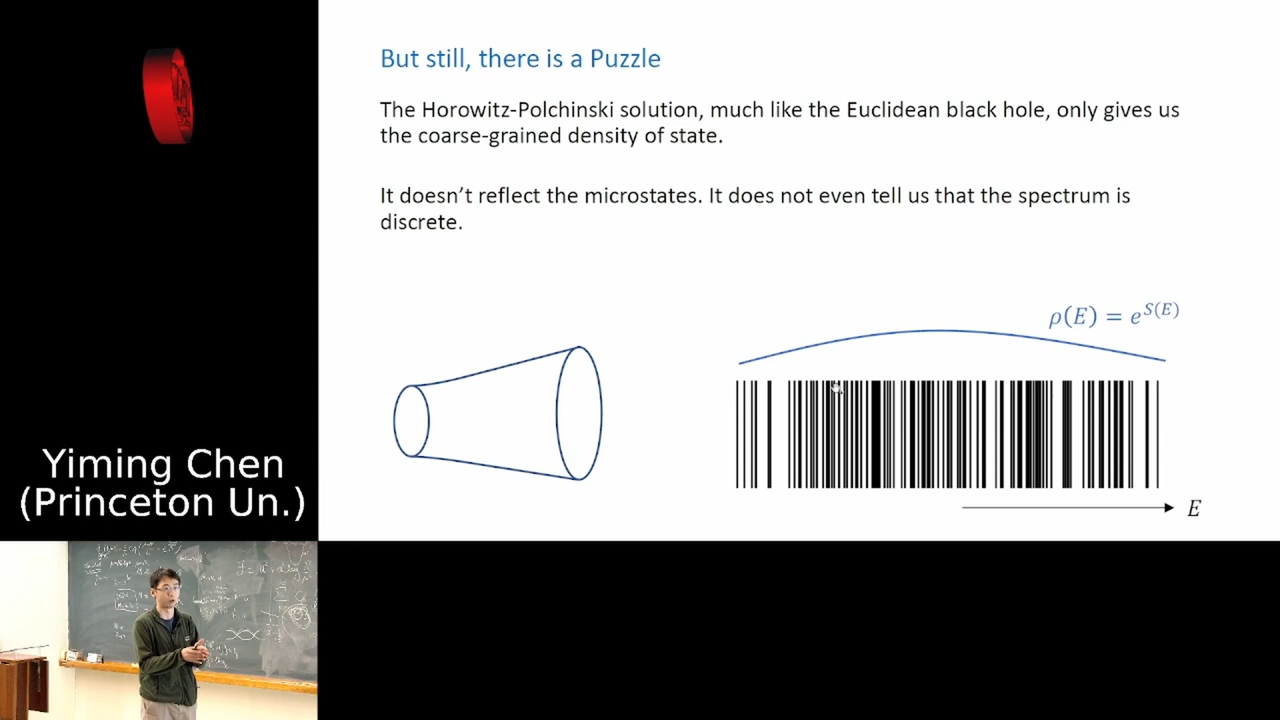 But still, there is a Puzzle
The Horowitz-Polchinski solution, much like the Euclidean black hole, only gives us
the coarse-grained density of state.
It doesn't reflect the microstates. It does not even tell us that the spectrum is
discrete.
ρ(E) = e^{S(E)}
E
Yiming Chen
(Princeton Un.)